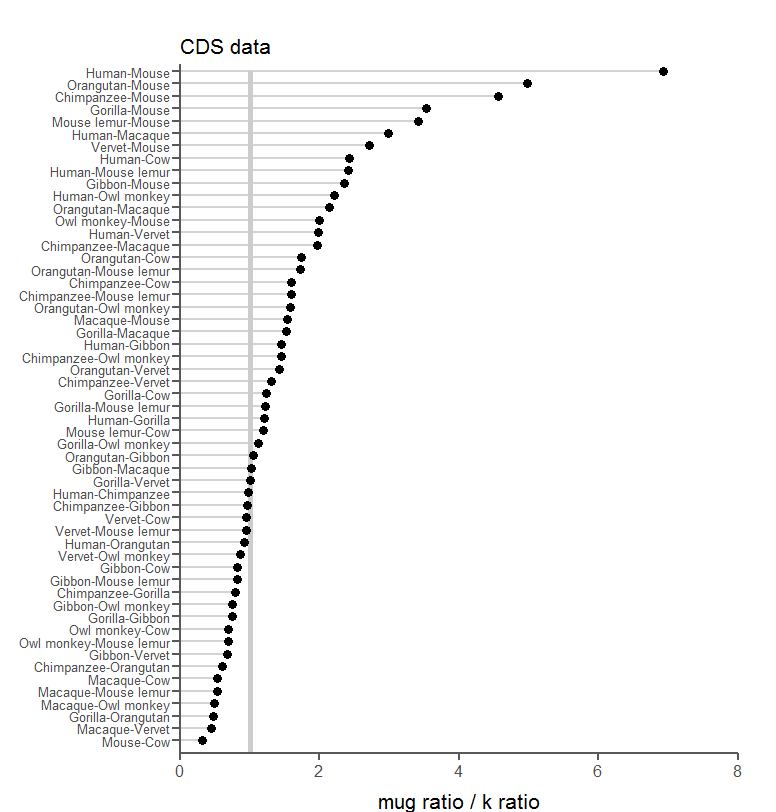 CDS data
Human-Mouse
Orangutan-Mouse
Chimpanzee-Mouse
Gorilla-Mouse
Mouse lemur-Mouse
Human-Macaque
Vervet-Mouse
Human-Cow
Human-Mouse lemur
Gibbon-Mouse
Human-Owl monkey
Orangutan-Macaque
Owl monkey-Mouse
Human-Vervet
Chimpanzee-Macaque
Orangutan-Cow
Orangutan-Mouse lemur
Chimpanzee-Cow
Chimpanzee-Mouse lemur
Orangutan-Owl monkey
Macaque-Mouse
Gorilla-Macaque
Human-Gibbon
Chimpanzee-Owl monkey
Orangutan-Vervet
Chimpanzee-Vervet
Gorilla-Cow
Gorilla-Mouse lemur
Human-Gorilla
Mouse lemur-Cow
Gorilla-Owl monkey
Orangutan-Gibbon
Gibbon-Macaque
Gorilla-Vervet
Human-Chimpanzee
Chimpanzee-Gibbon
Vervet-Cow
Vervet-Mouse lemur
Human-Orangutan
Vervet-Owl monkey
Gibbon-Cow
Gibbon-Mouse lemur
Chimpanzee-Gorilla
Gibbon-Owl monkey
Gorilla-Gibbon
Owl monkey-Cow
Owl monkey-Mouse lemur
Gibbon-Vervet
Chimpanzee-Orangutan
Macaque-Cow
Macaque-Mouse lemur
Macaque-Owl monkey
Gorilla-Orangutan
Macaque-Vervet
Mouse-Cow
0 2 4 6 8
mug ratio / k ratio